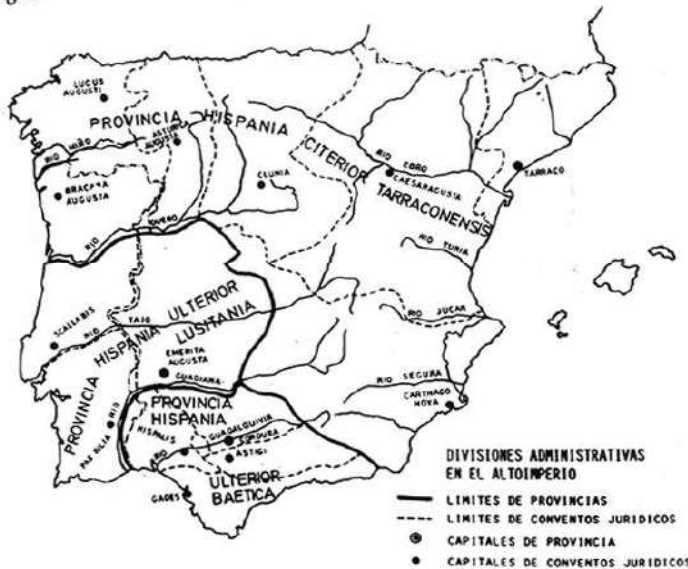 LUCUS
AUGUSTI
PROVINCIA HISPANIA CITERIOR
TARRACONENSIS
ASTURICA
AUGUSTA
RIO MIÑO
BRACARA
AUGUSTA
CLUNIA
RIO EBRO
CAESARAGUSTA
TARRACO
RIO DUERO
RIO TURIA
RIO JUCAR
SCALLABIS
RIO TAJO
PROVINCIA HISPANIA ULTERIOR
LUSITANIA
EMERITA
AUGUSTA
GUADIANA
RIO
PAX JULIA
RIO SEGURA
CARTHAGO
NOVA
PROVINCIA
HISPANIA
HISPALIS
RIO GUADALQUIVIR
CORDUBA
ASTIGI
ULTERIOR
BAETICA
GADES
DIVISIONES ADMINISTRATIVAS
EN EL ALTOIMPERIO
LIMITES DE PROVINCIAS
LIMITES DE CONVENTOS JURIDICOS
CAPITALES DE PROVINCIA
CAPITALES DE CONVENTOS JURIDICOS